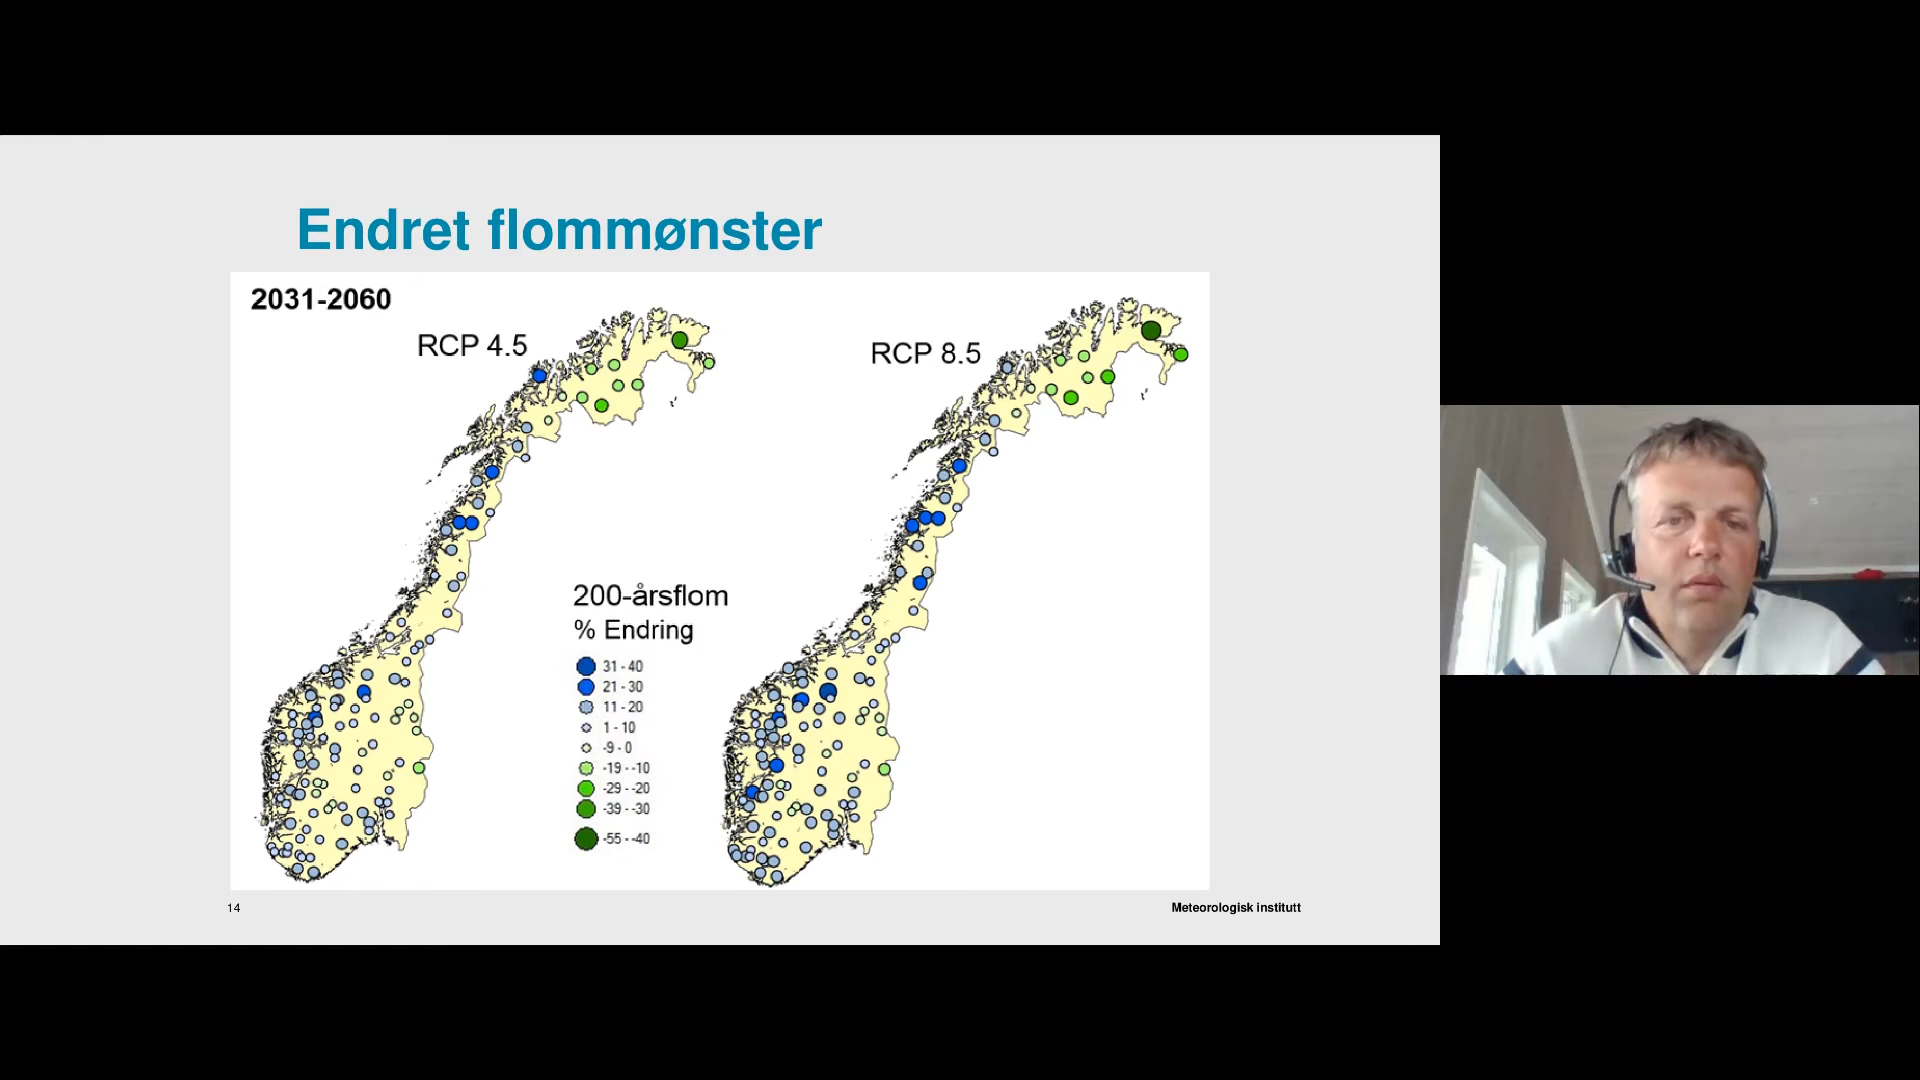 Endret flommønster
2031-2060
RCP 4.5
RCP 8.5
200-årsflom
% Endring
31 - 40
21 - 30
11 - 20
1 - 10
-9 - 0
-19 - -10
-29 - -20
-39 - -30
-55 - -40
14
Meteorologisk institutt